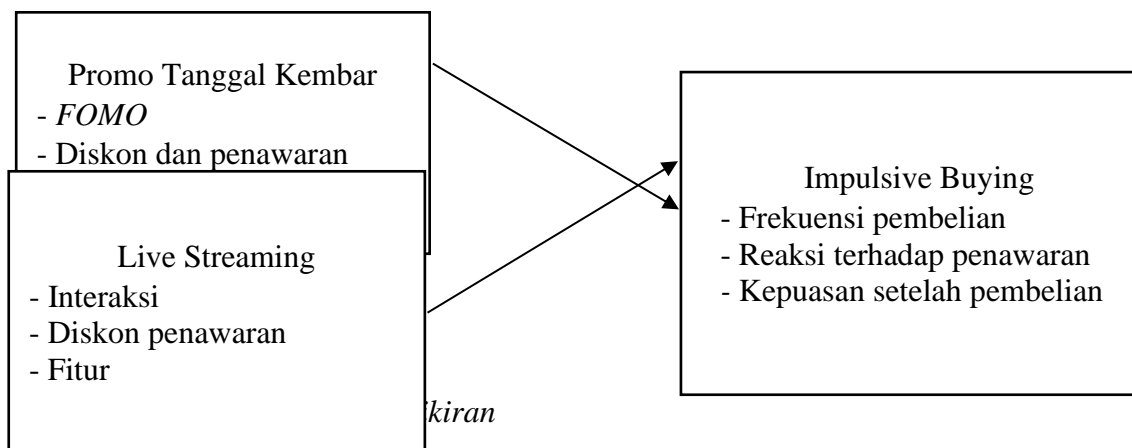 Promo Tanggal Kembar
- FOMO
- Diskon dan penawaran
Live Streaming
- Interaksi
- Diskon penawaran
- Fitur
Impulsive Buying
- Frekuensi pembelian
- Reaksi terhadap penawaran
- Kepuasan setelah pembelian